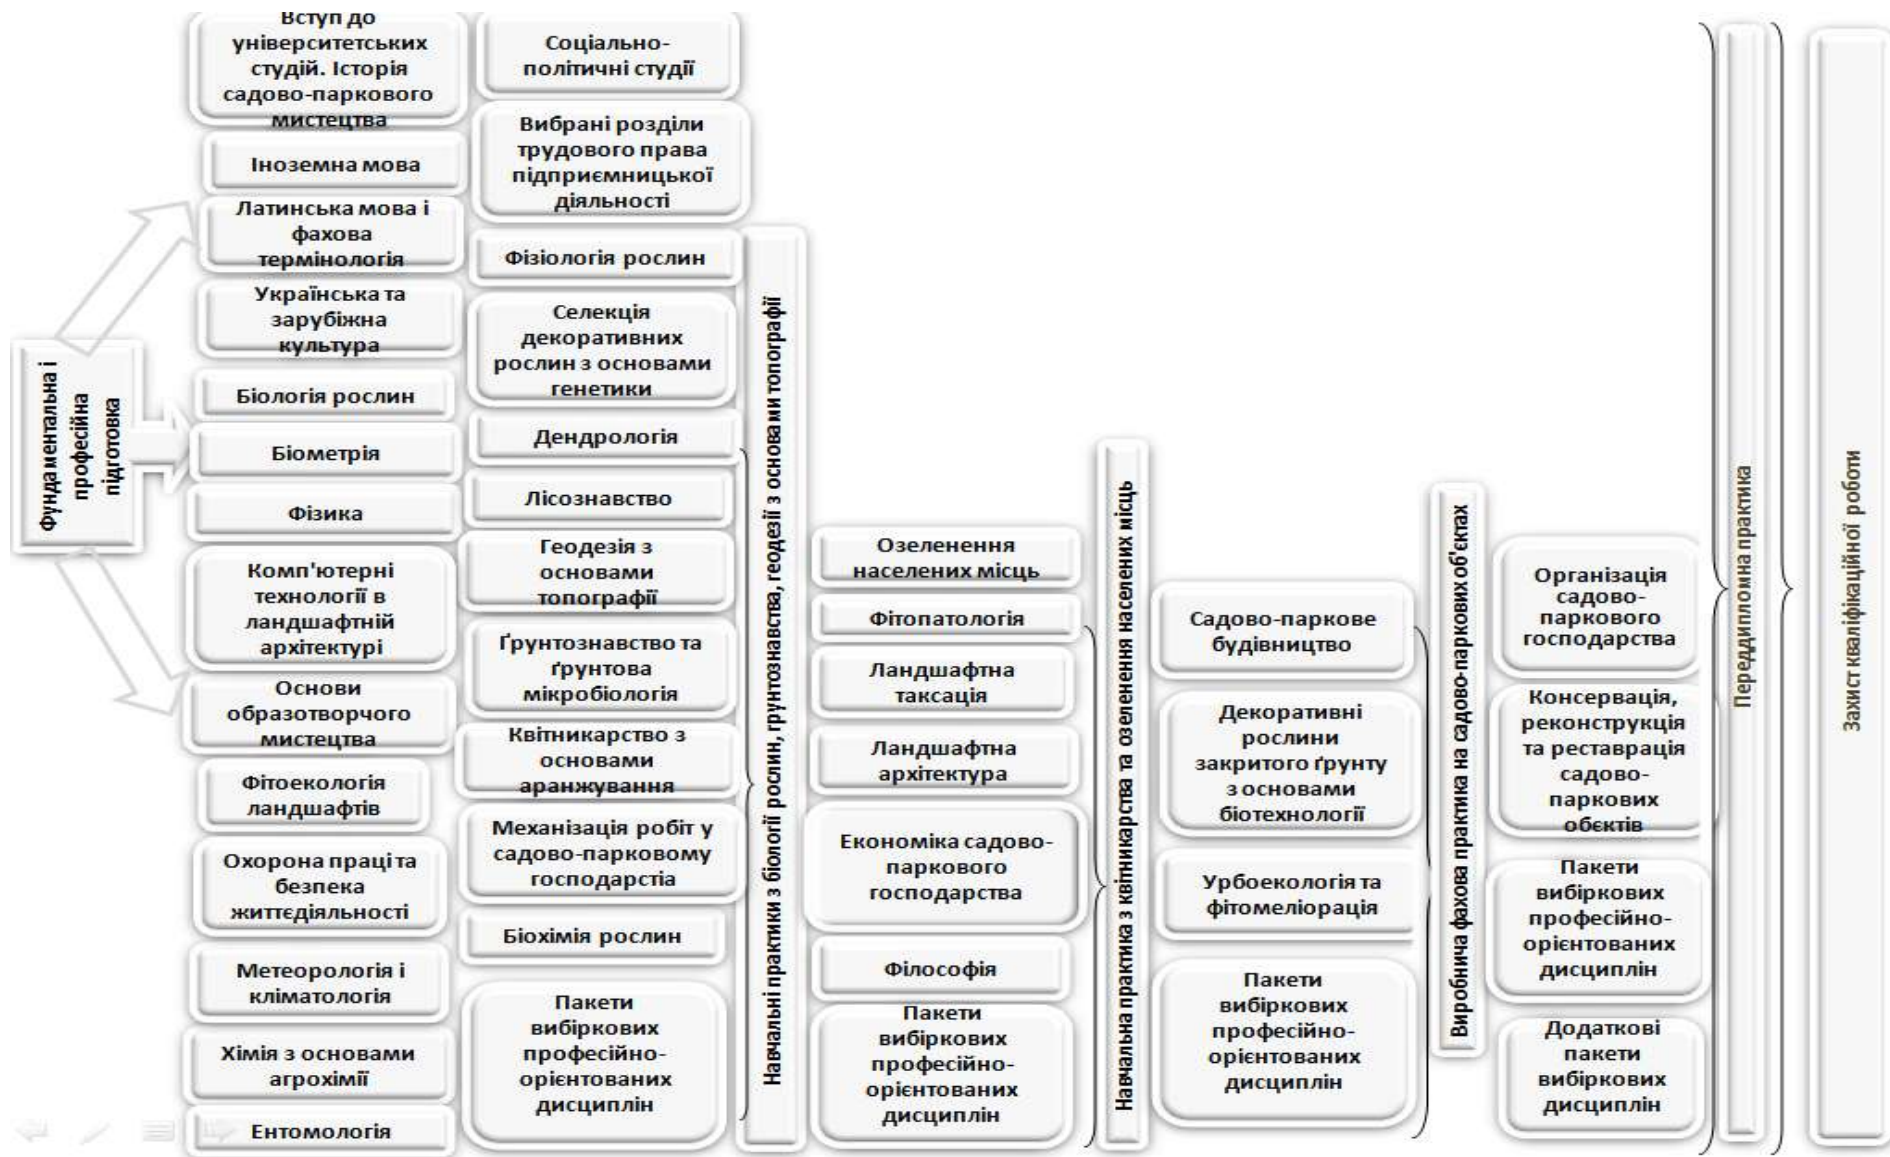 Фундаментальна і
професійна
підготовка
Вступ до
університетських
студій. Історія
садово-паркового
мистецтва
Іноземна мова
Латинська мова і
фахова
термінологія
Українська та
зарубіжна
культура
Біологія рослин
Біометрія
Фізика
Комп'ютерні
технології в
ландшафтній
архітектурі
Основи
образотворчого
мистецтва
Фітоекологія
ландшафтів
Охорона праці та
безпека
життєдіяльності
Метеорологія і
кліматологія
Хімія з основами
агрохімії
Ентомологія
Соціально-
політичні студії
Вибрані розділи
трудового права
підприємницької
діяльності
Фізіологія рослин
Селекція
декоративних
рослин з основами
генетики
Дендрологія
Лісознавство
Геодезія з
основами
топографії
Ґрунтознавство та
ґрунтова
мікробіологія
Квітникарство з
основами
аранжування
Механізація робіт у
садово-парковому
господарстіа
Біохімія рослин
Пакети
вибіркових
професійно-
орієнтованих
дисциплін
Навчальні практики з біології рослин, грунтознавства, геодезії з основами топографії
Озеленення
населених місць
Фітопатологія
Ландшафтна
таксація
Ландшафтна
архітектура
Економіка садово-
паркового
господарства
Філософія
Пакети
вибіркових
професійно-
орієнтованих
дисциплін
Навчальна практика з квітникарства та озеленення населених місць
Садово-паркове
будівництво
Декоративні
рослини
закритого ґрунту
з основами
біотехнології
Урбоекологія та
фітомеліорація
Пакети
вибіркових
професійно-
орієнтованих
дисциплін
Виробнича фахова практика на садово-паркових об'єктах
Організація
садово-
паркового
господарства
Консервація,
реконструкція
та реставрація
садово-
паркових
обєктів
Пакети
вибіркових
професійно-
орієнтованих
дисциплін
Додаткові
пакети
вибіркових
дисциплін
Переддипломна практика
Захист кваліфікаційної роботи